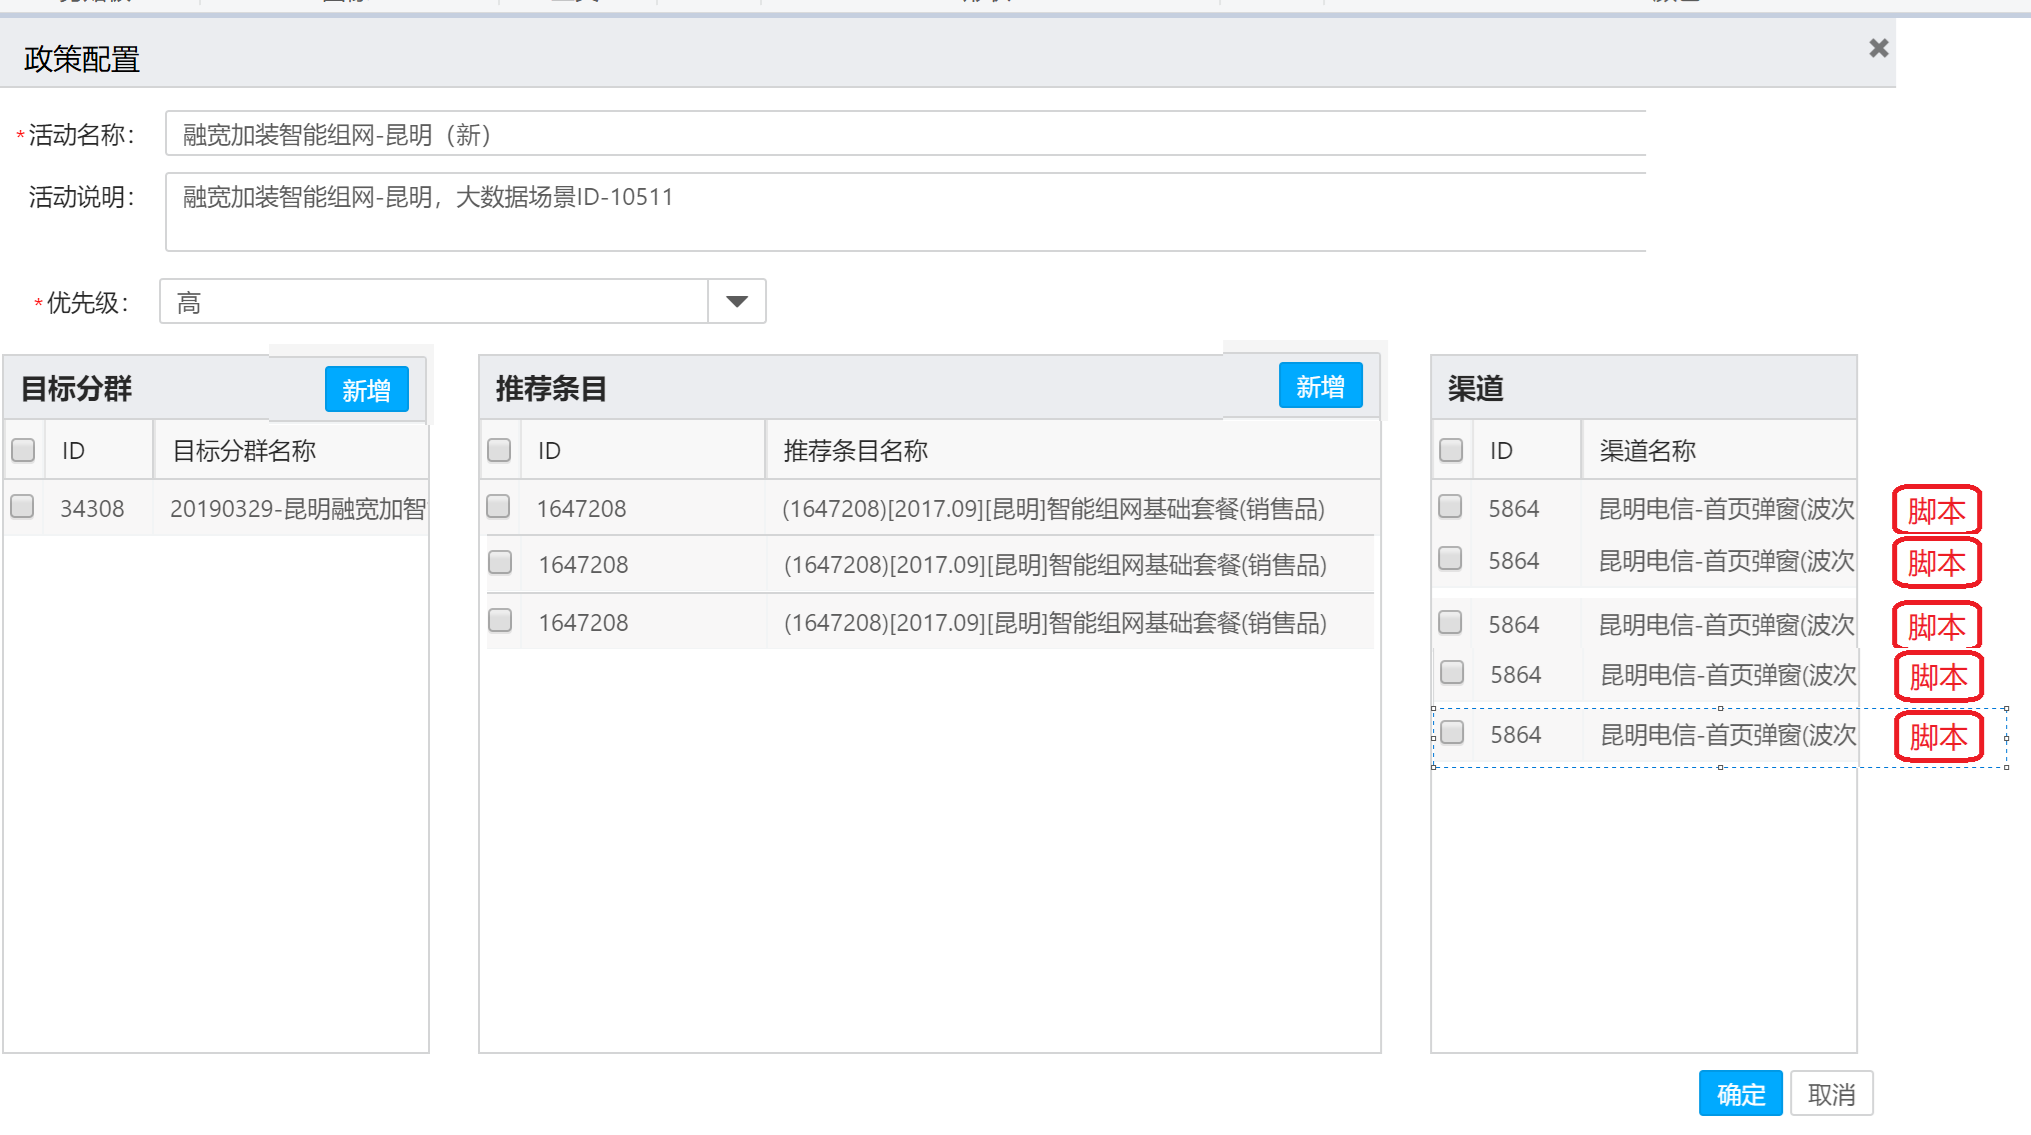 政策配置
*活动名称： 融宽加装智能组网-昆明（新）
活动说明： 融宽加装智能组网-昆明，大数据场景ID-10511
*优先级： 高
目标分群 新增
ID 目标分群名称
34308 20190329-昆明融宽加智
推荐条目 新增
ID 推荐条目名称
1647208 (1647208)[2017.09][昆明]智能组网基础套餐(销售品)
1647208 (1647208)[2017.09][昆明]智能组网基础套餐(销售品)
1647208 (1647208)[2017.09][昆明]智能组网基础套餐(销售品)
渠道
ID 渠道名称
5864 昆明电信-首页弹窗(波次 脚本
5864 昆明电信-首页弹窗(波次 脚本
5864 昆明电信-首页弹窗(波次 脚本
5864 昆明电信-首页弹窗(波次 脚本
5864 昆明电信-首页弹窗(波次 脚本
确定 取消